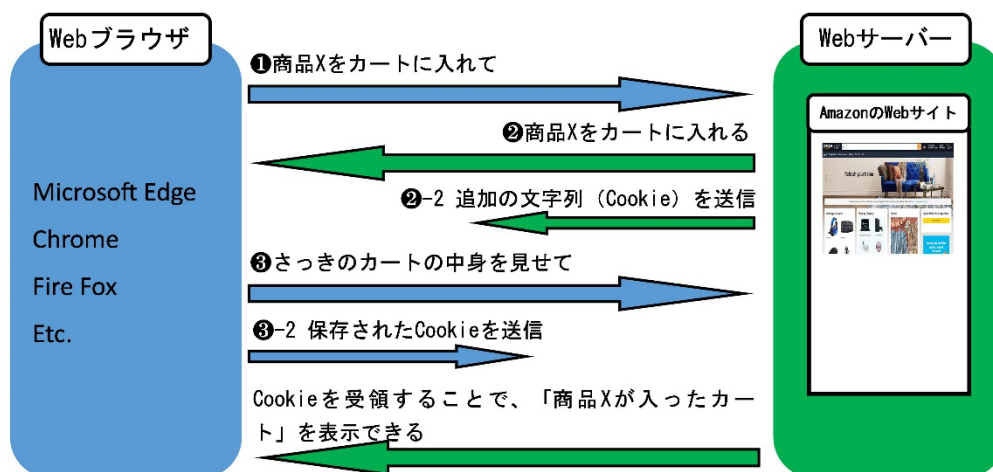 Webブラウザ
Webサーバー
❶商品Xをカートに入れて
AmazonのWebサイト
❷商品Xをカートに入れる
Microsoft Edge
Chrome
Fire Fox
Etc.
❷-2 追加の文字列（Cookie）を送信
❸さっきのカートの中身を見せて
❸-2 保存されたCookieを送信
Cookieを受領することで、「商品Xが入ったカー
ト」を表示できる